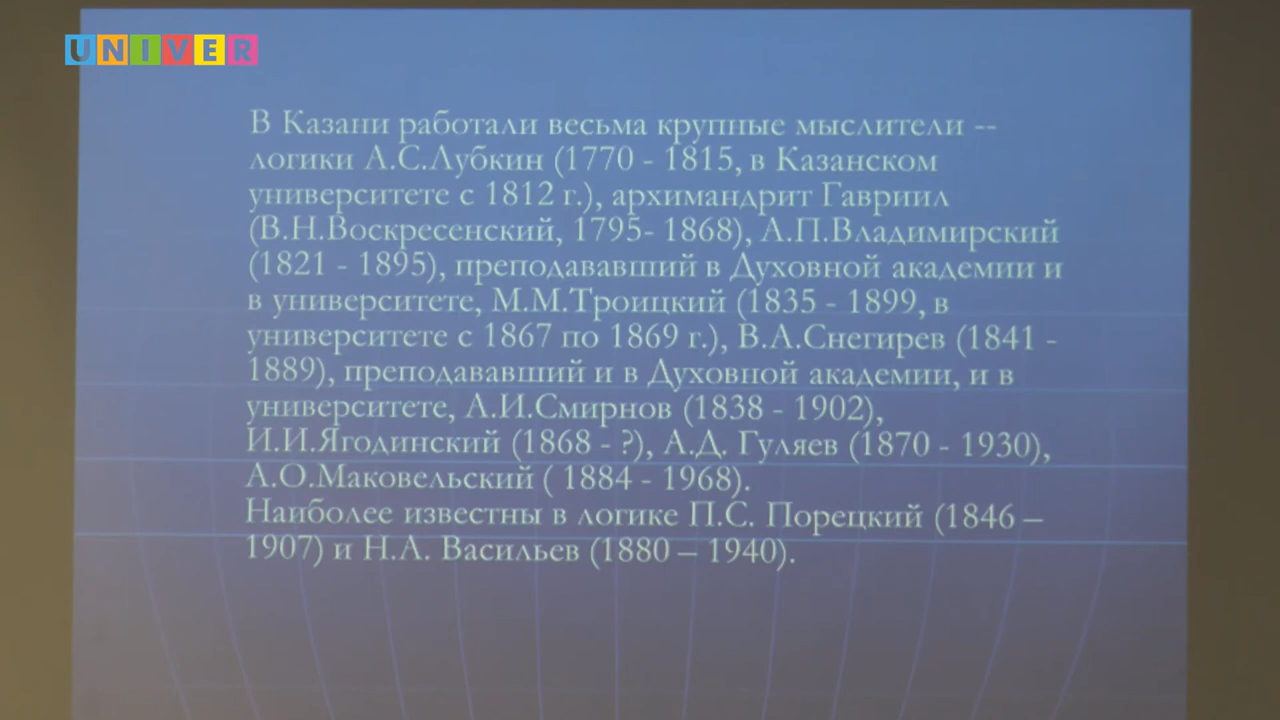 UNIVER
В Казани работали весьма крупные мыслители --
логики А.С.Лубкин (1770 - 1815, в Казанском
университете с 1812 г.), архимандрит Гавриил
(В.Н.Воскресенский, 1795- 1868), А.П.Владимирский
(1821 - 1895), преподававший в Духовной академии и
в университете, М.М.Троицкий (1835 - 1899, в
университете с 1867 по 1869 г.), В.А.Снегирев (1841 -
1889), преподававший и в Духовной академии, и в
университете, А.И.Смирнов (1838 - 1902),
И.И.Ягодинский (1868 - ?), А.Д. Гуляев (1870 - 1930),
А.О.Маковельский ( 1884 - 1968).
Наиболее известны в логике П.С. Порецкий (1846 –
1907) и Н.А. Васильев (1880 – 1940).